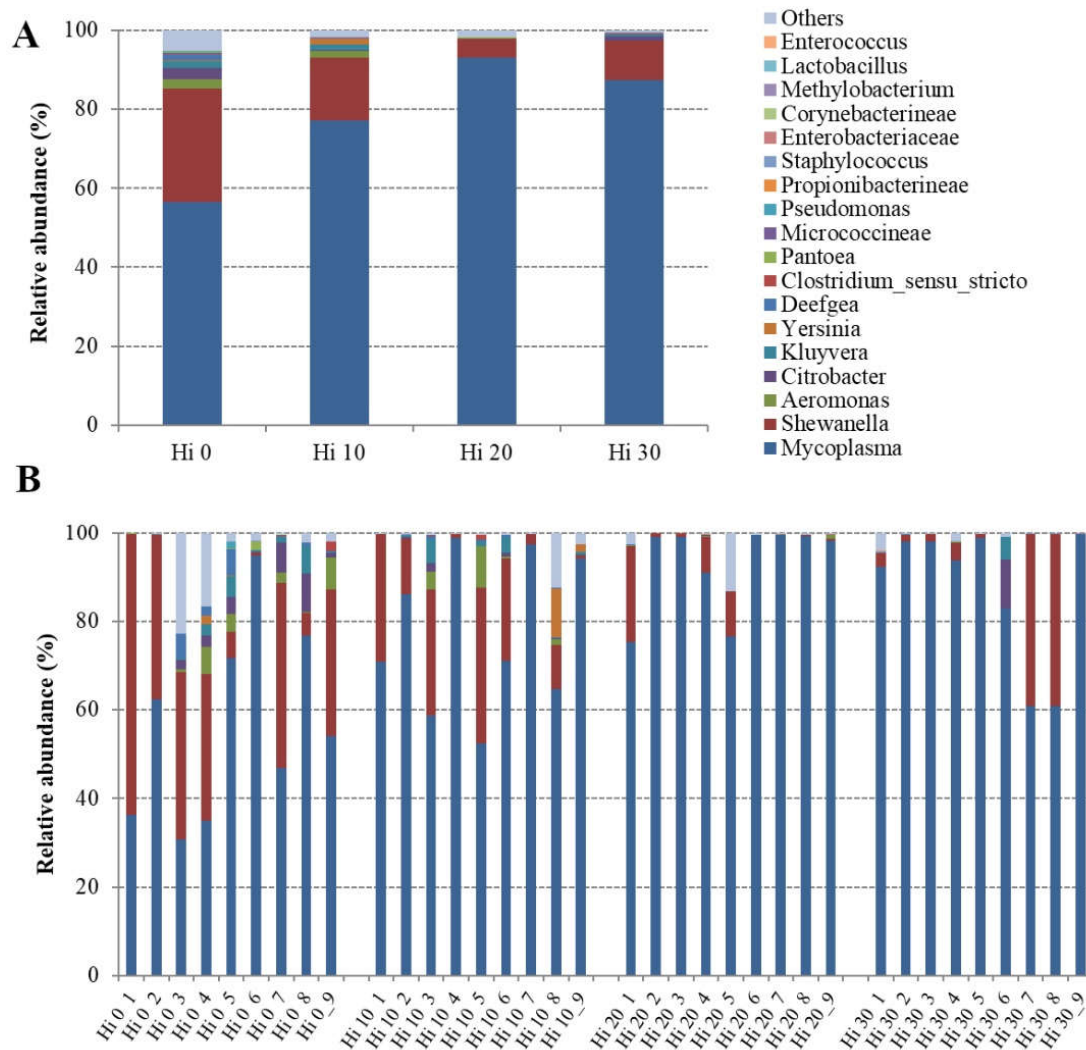 A
Relative abundance (%)
100
80
60
40
20
0
Hi 0
Hi 10
Hi 20
Hi 30
Others
Enterococcus
Lactobacillus
Methylobacterium
Corynebacterineae
Enterobacteriaceae
Staphylococcus
Propionibacterineae
Pseudomonas
Micrococcineae
Pantoea
Clostridium_sensu_stricto
Deefgea
Yersinia
Kluyvera
Citrobacter
Aeromonas
Shewanella
Mycoplasma
B
Relative abundance (%)
100
80
60
40
20
0
Hi 0_1
Hi 0_2
Hi 0_3
Hi 0_4
Hi 0_5
Hi 0_6
Hi 0_7
Hi 0_8
Hi 0_9
Hi 10_1
Hi 10_2
Hi 10_3
Hi 10_4
Hi 10_5
Hi 10_6
Hi 10_7
Hi 10_8
Hi 10_9
Hi 20_1
Hi 20_2
Hi 20_3
Hi 20_4
Hi 20_5
Hi 20_6
Hi 20_7
Hi 20_8
Hi 20_9
Hi 30_1
Hi 30_2
Hi 30_3
Hi 30_4
Hi 30_5
Hi 30_6
Hi 30_7
Hi 30_8
Hi 30_9